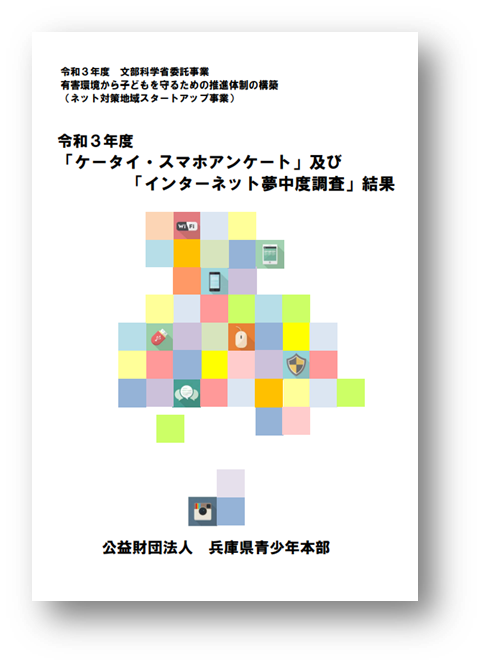 令和３年度　文部科学省委託事業
有害環境から子どもを守るための推進体制の構築
（ネット対策地域スタートアップ事業）
令和３年度
「ケータイ・スマホアンケート」及び
「インターネット夢中度調査」結果
Wi Fi
公益財団法人　兵庫県青少年本部